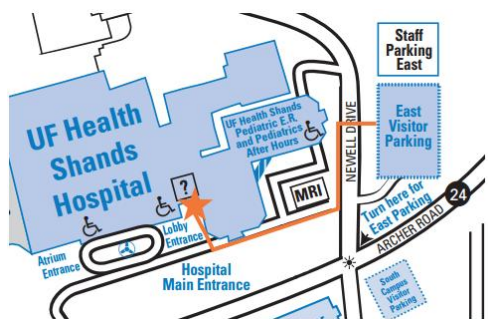 Staff
Parking
East
UF Health
Shands
Hospital
UF Health Shands
Pediatric E.R.
and Pediatrics
After Hours
East
Visitor
Parking
NEWELL DRIVE
?
MRI
24
Turn here for
East Parking
ARCHER ROAD
Atrium
Entrance
Lobby
Entrance
Hospital
Main Entrance
South
Campus
Visitor
Parking